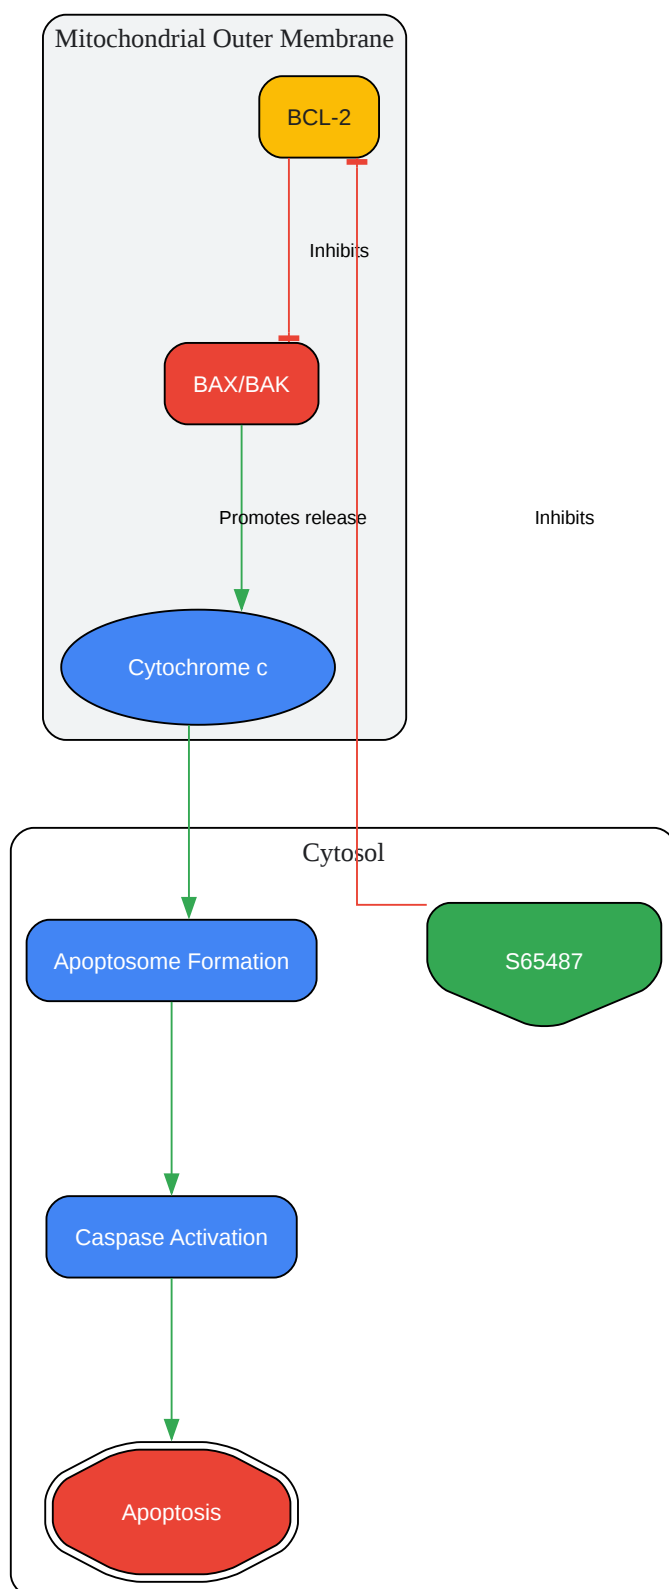 Mitochondrial Outer Membrane
BCL-2
Inhibits
BAX/BAK
Promotes release
Inhibits
Cytochrome c
Cytosol
Apoptosome Formation
S65487
Caspase Activation
Apoptosis